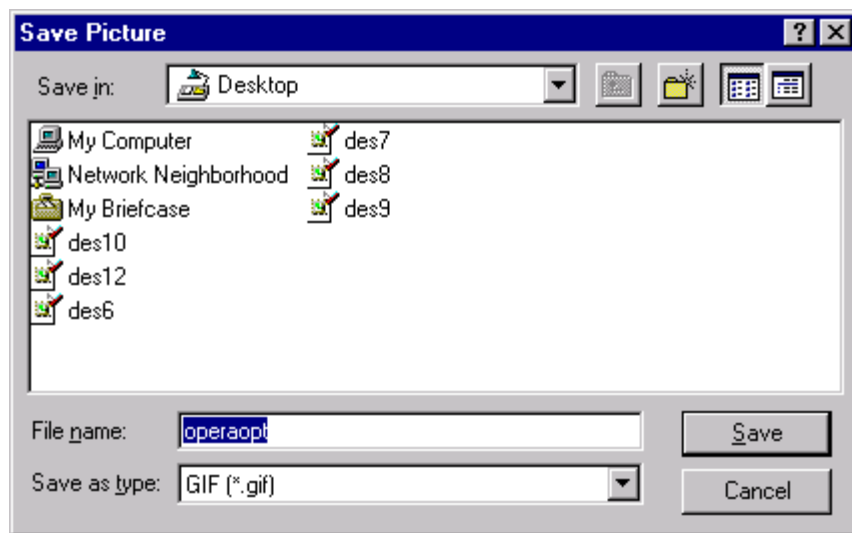 Save Picture
Save in: Desktop
My Computer
Network Neighborhood
My Briefcase
des10
des12
des6
des7
des8
des9
File name: operaopt Save
Save as type: GIF (*.gif) Cancel